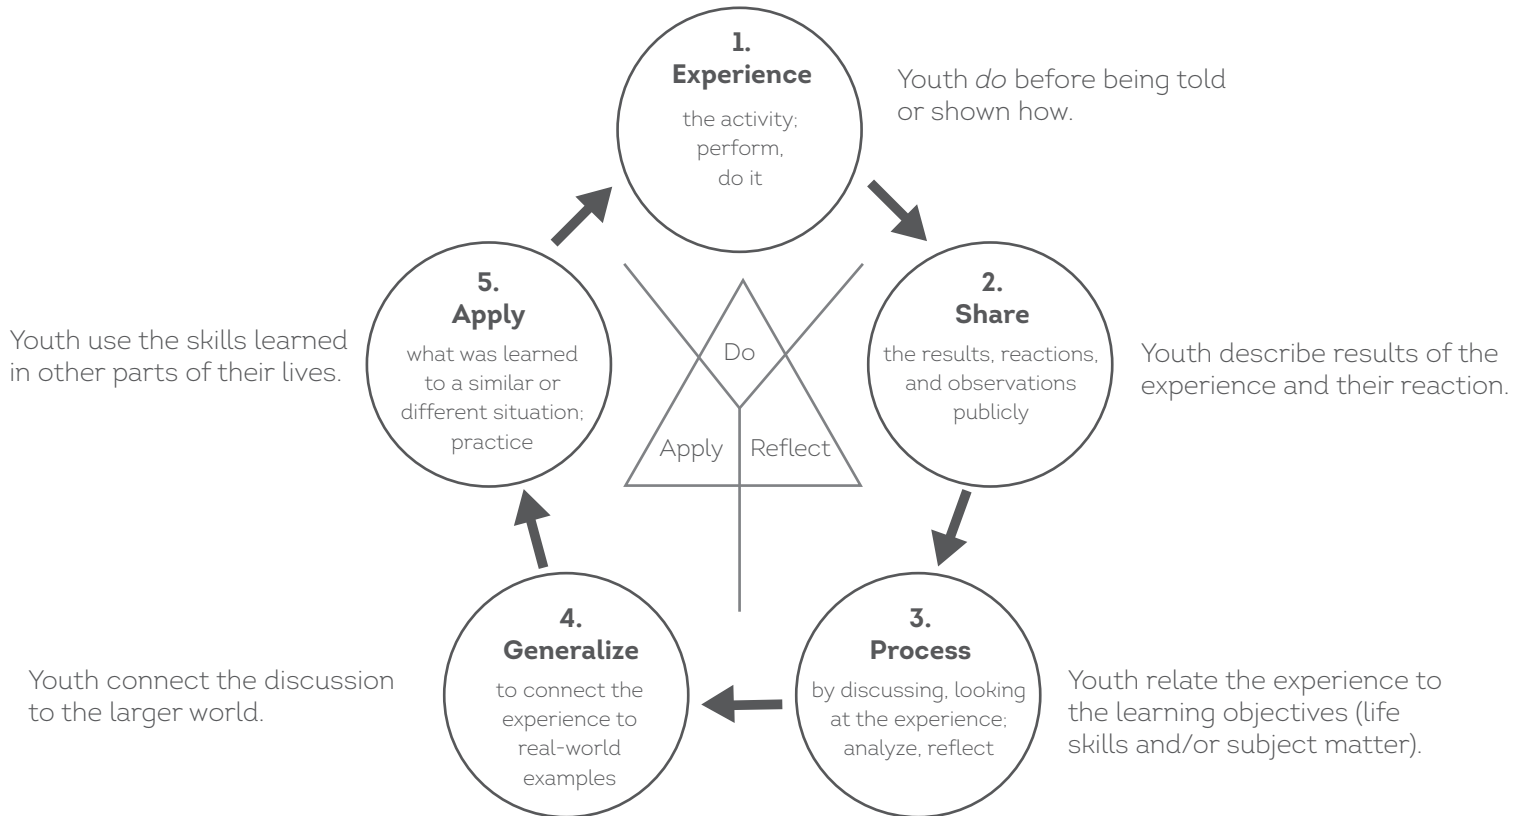 1.
Experience
the activity;
perform,
do it
Youth do before being told
or shown how.
2.
Share
the results, reactions,
and observations
publicly
Youth describe results of the
experience and their reaction.
3.
Process
by discussing, looking
at the experience;
analyze, reflect
Youth relate the experience to
the learning objectives (life
skills and/or subject matter).
4.
Generalize
to connect the
experience to
real-world
examples
Youth connect the discussion
to the larger world.
5.
Apply
what was learned
to a similar or
different situation;
practice
Youth use the skills learned
in other parts of their lives.
Do
Apply
Reflect